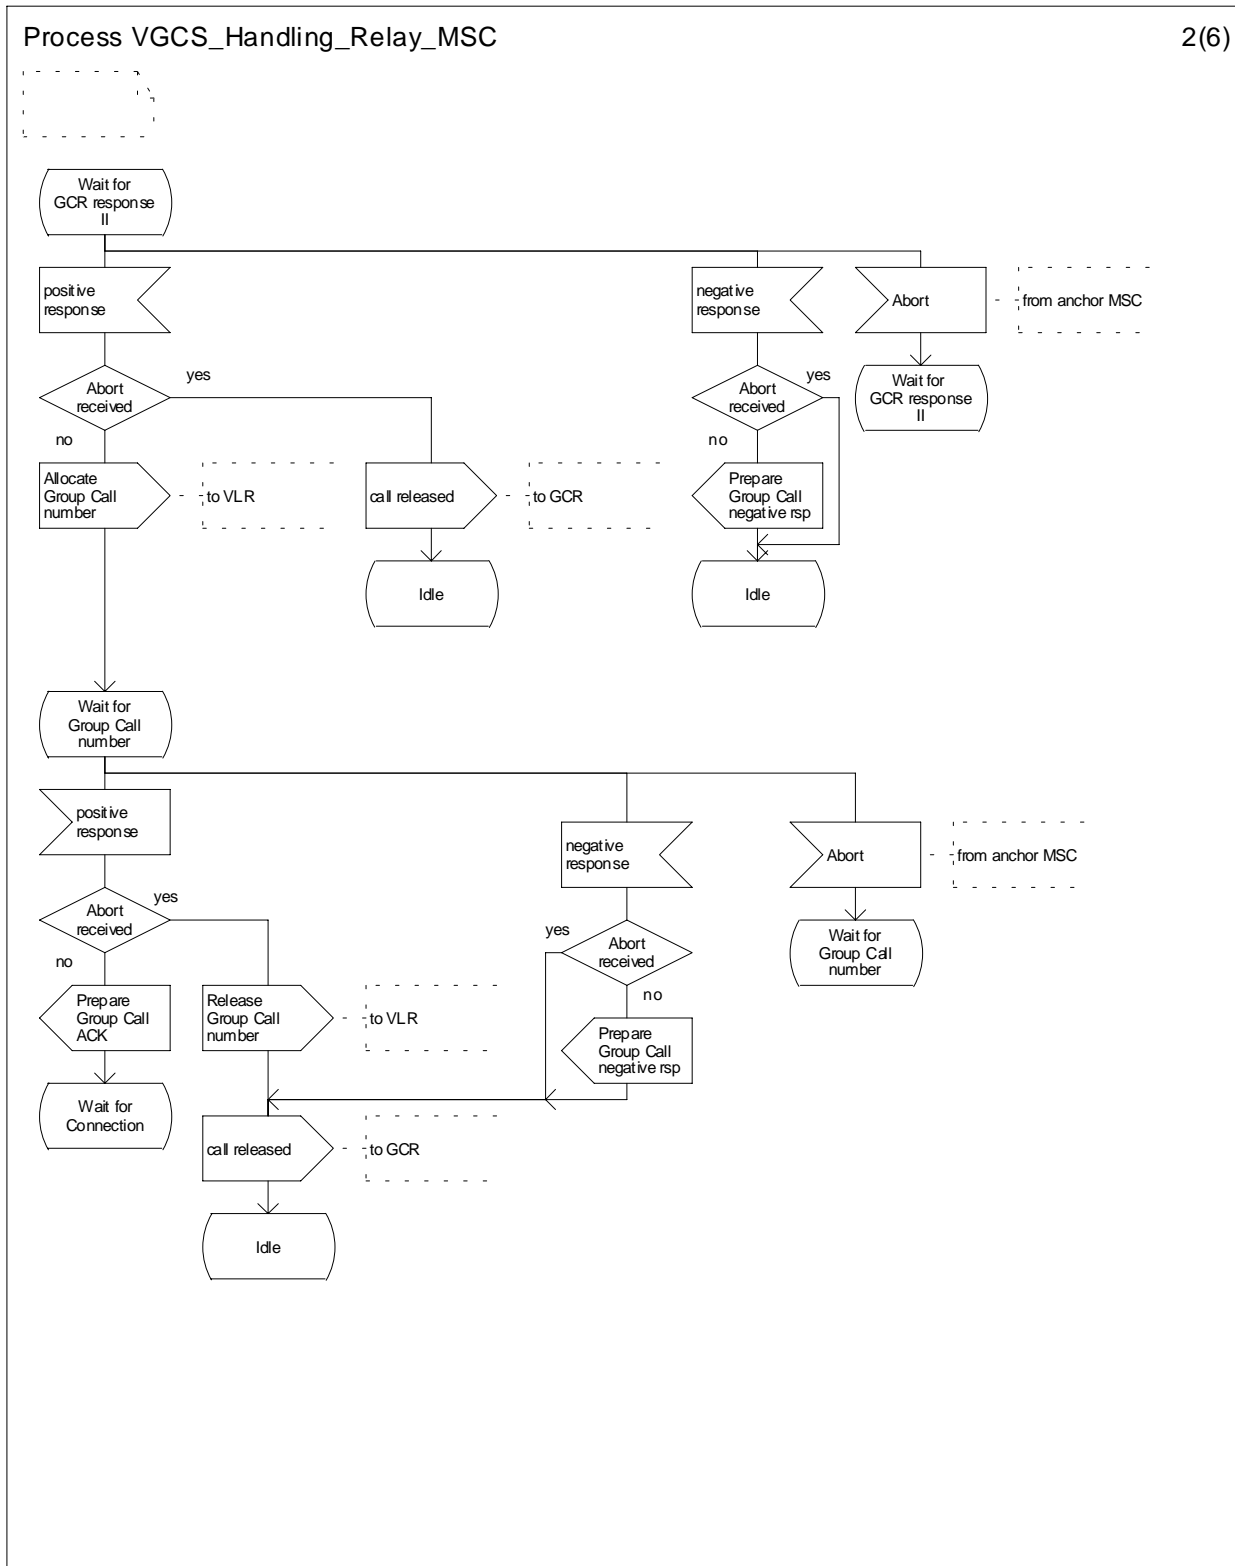 Process VGCS_Handling_Relay_MSC
2(6)
Wait for
GCR response
II
positive
response
negative
response
Abort
from anchor MSC
Abort
received
yes
no
Abort
received
yes
no
Wait for
GCR response
II
Allocate
Group Call
number
to VLR
call released
to GCR
Prepare
Group Call
negative rsp
Idle
Idle
Wait for
Group Call
number
positive
response
negative
response
Abort
from anchor MSC
Abort
received
yes
no
Abort
received
yes
no
Wait for
Group Call
number
Prepare
Group Call
ACK
Release
Group Call
number
to VLR
Prepare
Group Call
negative rsp
Wait for
Connection
call released
to GCR
Idle